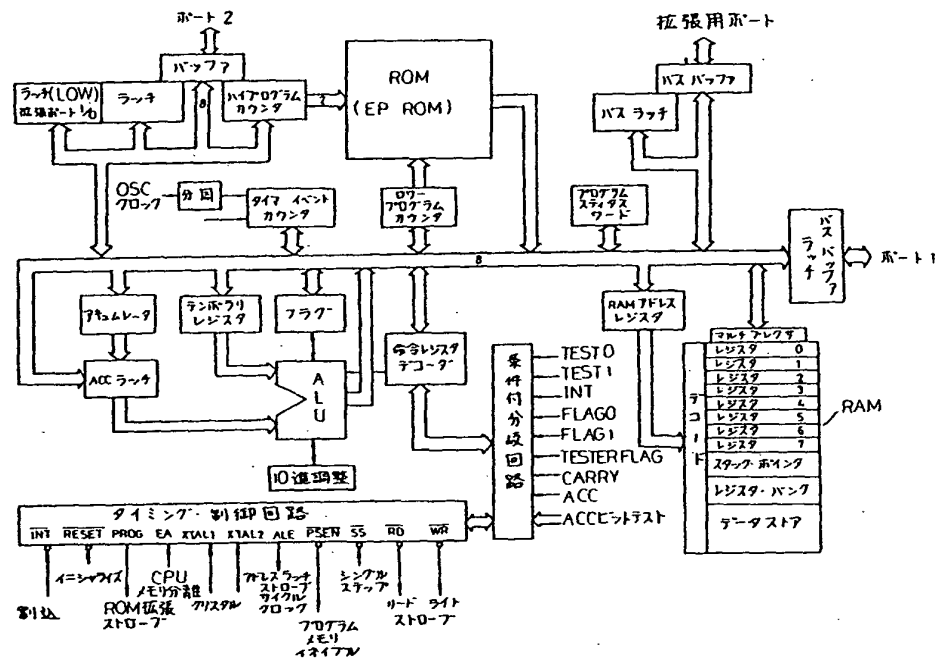 ポート 2
拡張用ポート
バッファ
ラッチ(LOW)
拡張ポート I/O
ラッチ
8
ハイプログラム
カウンタ
ROM
(EP ROM)
バス バッファ
バス ラッチ
OSC
クロック
分回
タイマ イベント
カウンタ
ロワー
プログラム
カウンタ
プログラム
スティタス
ワード
8
バス バッファ
ラッチ
ポート 1
アキュムレータ
テンポラリ
レジスタ
フラグ
RAMアドレス
レジスタ
命令レジスタ
デコーダー
ACC ラッチ
ALU
10進調整
条件付分岐回路
TEST0
TEST1
INT
FLAG0
FLAG1
TESTERFLAG
CARRY
ACC
ACCビットテスト
マルチプレクサ
デコード
レジスタ 0
レジスタ 1
レジスタ 2
レジスタ 3
レジスタ 4
レジスタ 5
レジスタ 6
レジスタ 7
スタック・ポインタ
レジスタ・バンク
データストア
RAM
タイミング・制御回路
INT RESET PROG EA XTAL1 XTAL2 ALE PSEN SS RD WR
割込
イニシャライズ
ROM拡張
ストローブ
CPU
メモリ分離
クリスタル
アドレスラッチ
ストローブ
サイクル
クロック
プログラム
メモリ
イネイブル
シングル
ステップ
リード
ストローブ
ライト